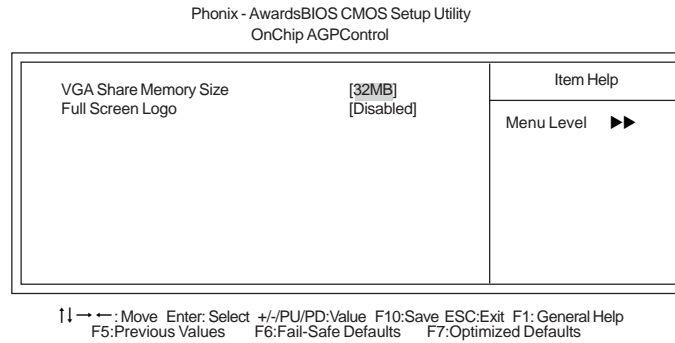 Phonix - AwardsBIOS CMOS Setup Utility
OnChip AGPControl
VGA Share Memory Size [32MB]
Full Screen Logo [Disabled]
Item Help
Menu Level ▶▶
↑↓→←: Move Enter: Select +/-/PU/PD:Value F10:Save ESC:Exit F1: General Help
F5:Previous Values F6:Fail-Safe Defaults F7:Optimized Defaults